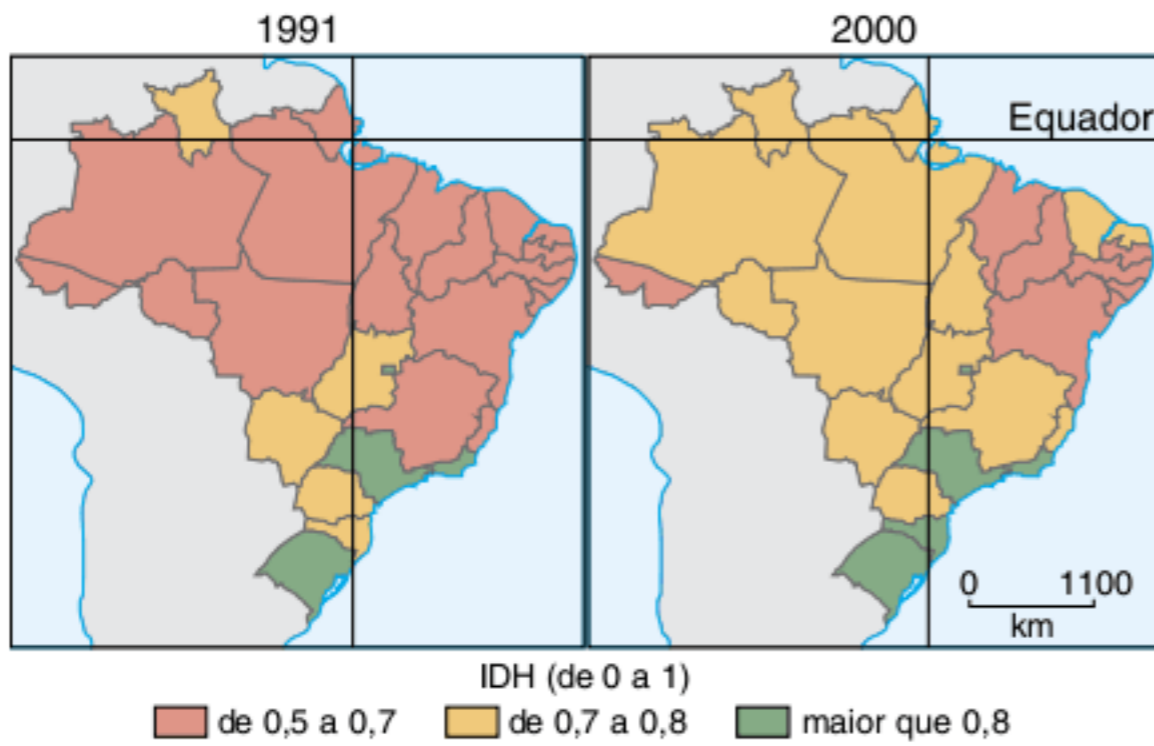 1991
2000
Equador
0 1100
km
IDH (de 0 a 1)
de 0,5 a 0,7
de 0,7 a 0,8
maior que 0,8